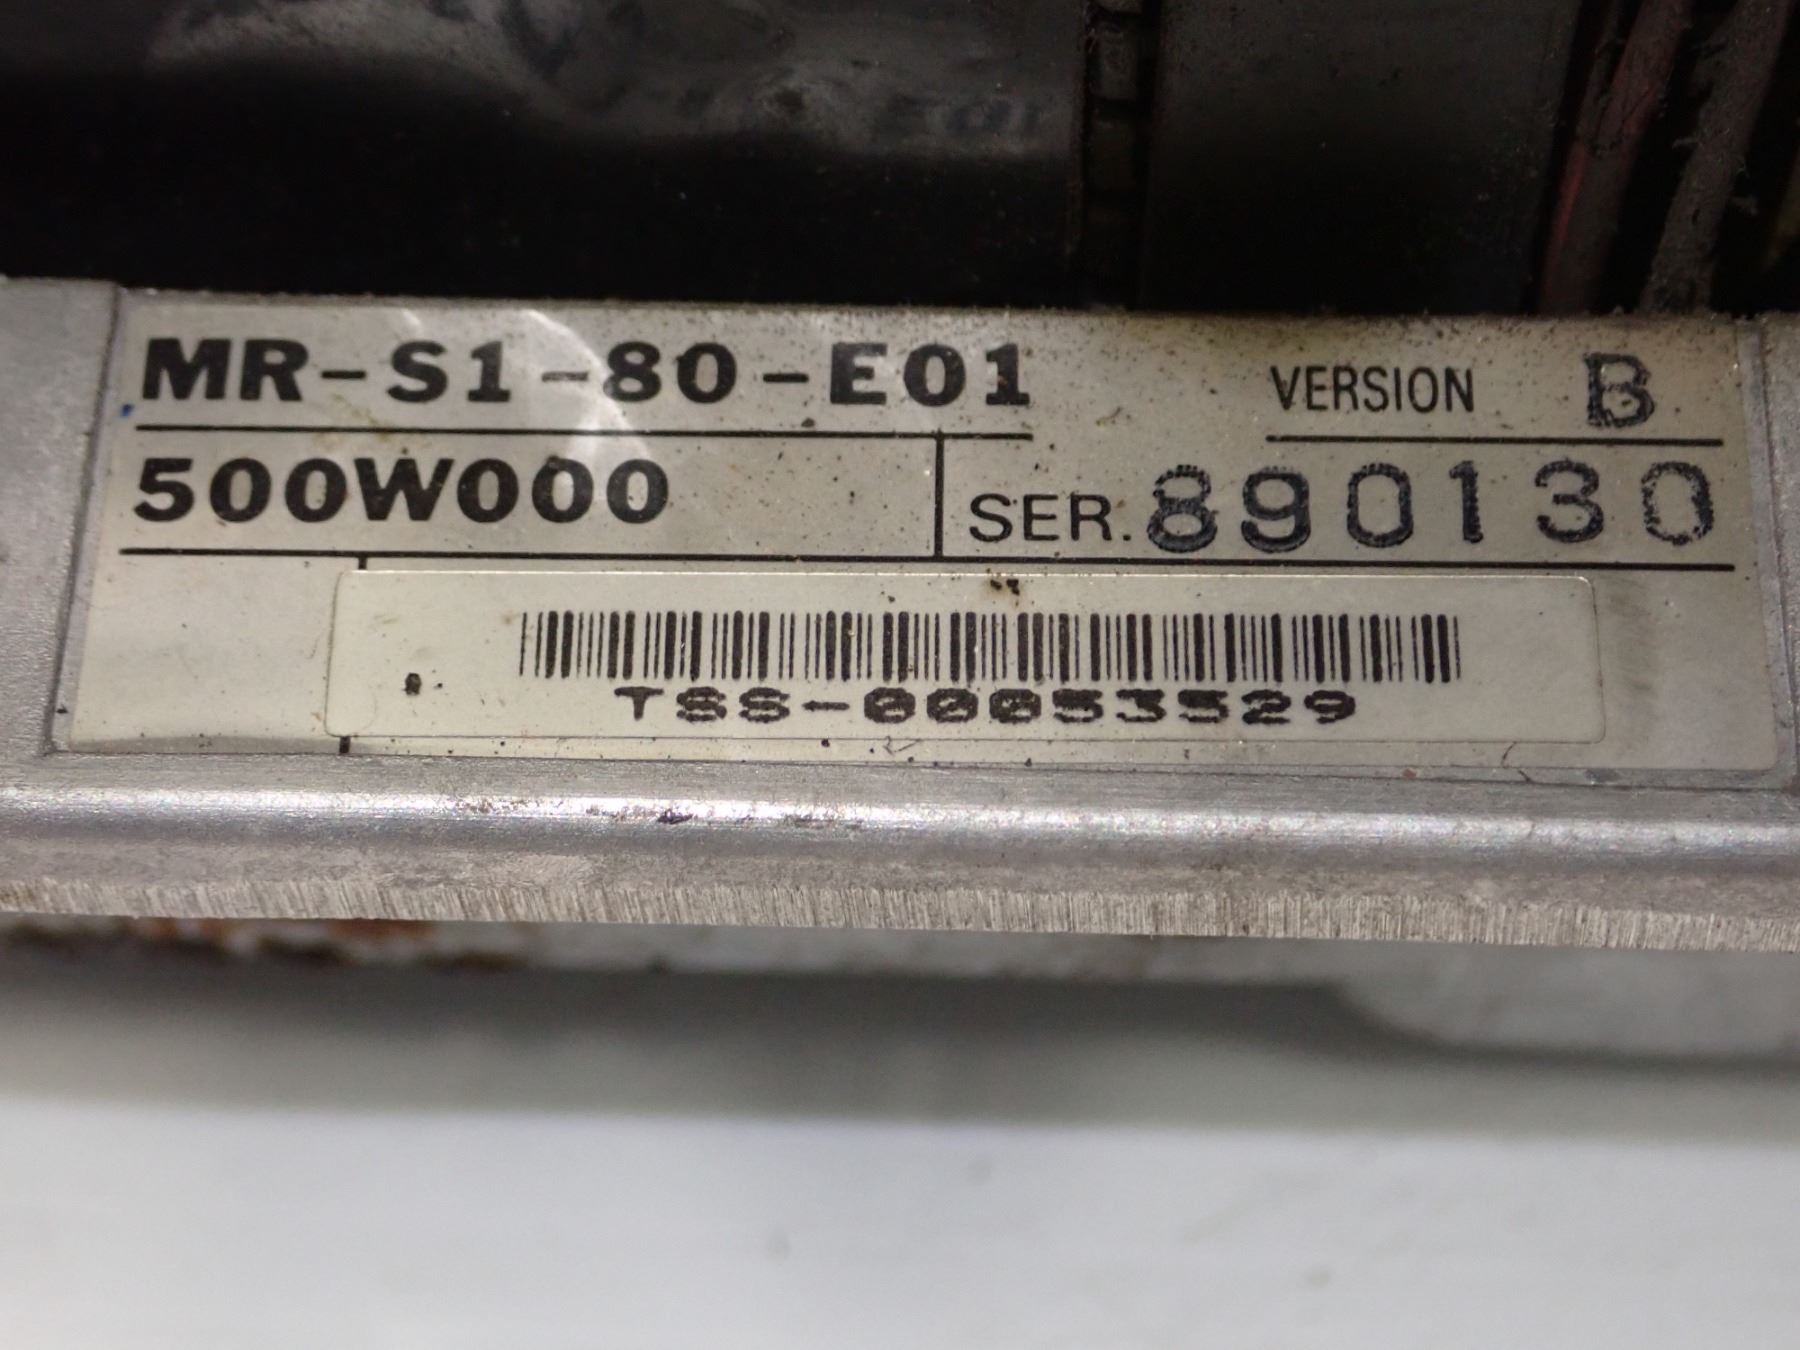 MR-S1-80-E01
VERSION B
500W000
SER. 890130
TSS-00053529